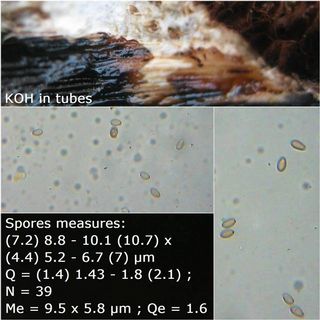 KOH in tubes
Spores measures:
(7.2) 8.8 - 10.1 (10.7) x
(4.4) 5.2 - 6.7 (7) µm
Q = (1.4) 1.43 - 1.8 (2.1) ;
N = 39
Me = 9.5 x 5.8 µm ; Qe = 1.6